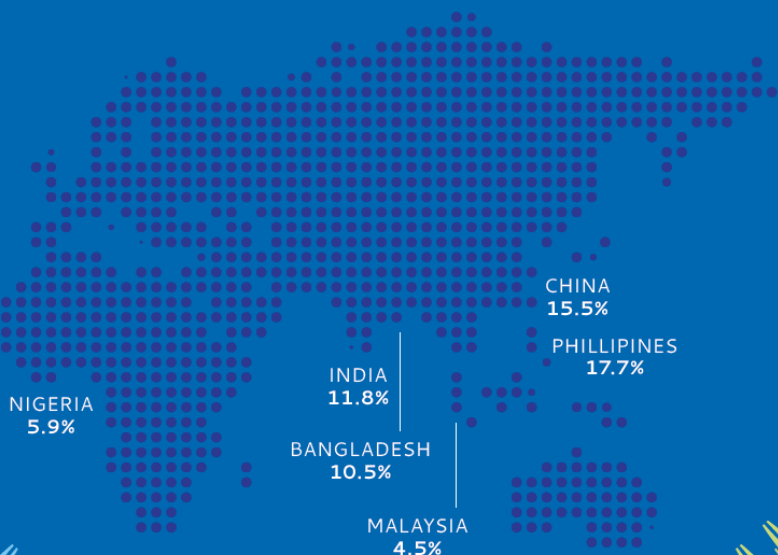 CHINA
15.5%
PHILLIPINES
17.7%
INDIA
11.8%
NIGERIA
5.9%
BANGLADESH
10.5%
MALAYSIA
4.5%